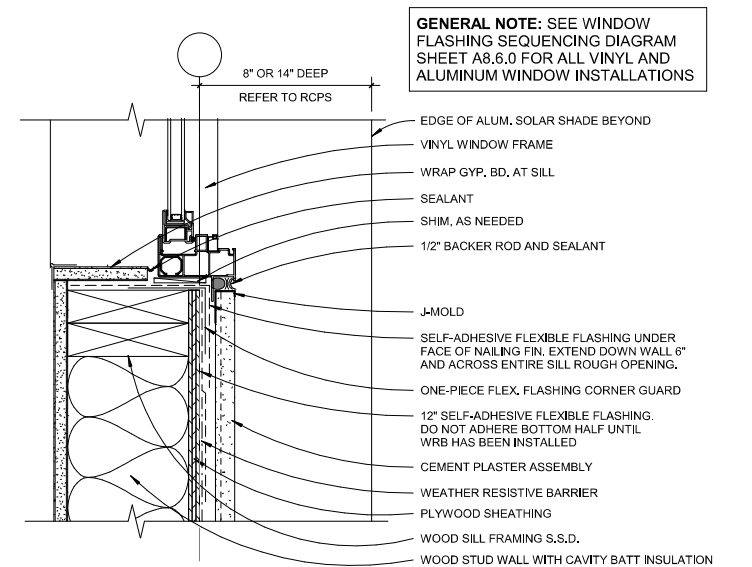 GENERAL NOTE: SEE WINDOW
FLASHING SEQUENCING DIAGRAM
SHEET A8.6.0 FOR ALL VINYL AND
ALUMINUM WINDOW INSTALLATIONS
8" OR 14" DEEP
REFER TO RCPS
EDGE OF ALUM. SOLAR SHADE BEYOND
VINYL WINDOW FRAME
WRAP GYP. BD. AT SILL
SEALANT
SHIM, AS NEEDED
1/2" BACKER ROD AND SEALANT
J-MOLD
SELF-ADHESIVE FLEXIBLE FLASHING UNDER
FACE OF NAILING FIN. EXTEND DOWN WALL 6"
AND ACROSS ENTIRE SILL ROUGH OPENING.
ONE-PIECE FLEX. FLASHING CORNER GUARD
12" SELF-ADHESIVE FLEXIBLE FLASHING.
DO NOT ADHERE BOTTOM HALF UNTIL
WRB HAS BEEN INSTALLED
CEMENT PLASTER ASSEMBLY
WEATHER RESISTIVE BARRIER
PLYWOOD SHEATHING
WOOD SILL FRAMING S.S.D.
WOOD STUD WALL WITH CAVITY BATT INSULATION